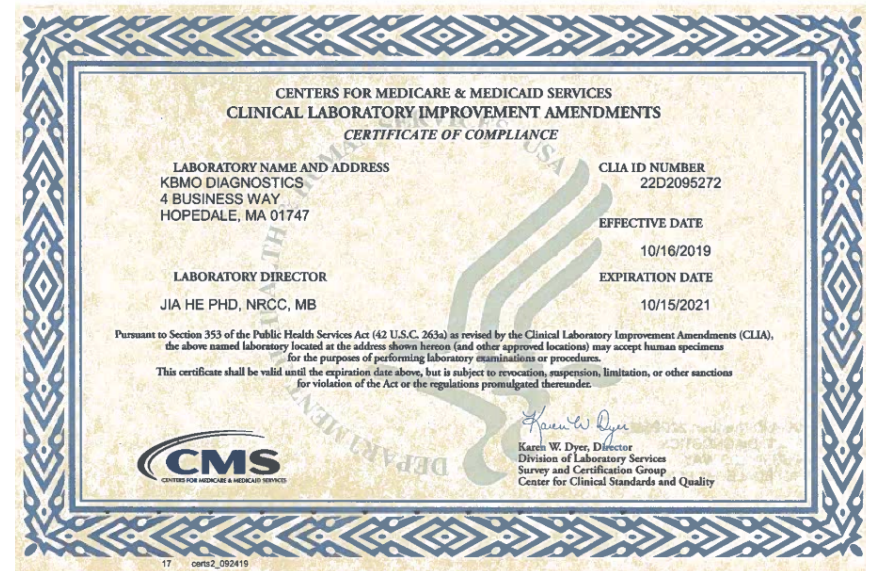 CENTERS FOR MEDICARE & MEDICAID SERVICES
CLINICAL LABORATORY IMPROVEMENT AMENDMENTS
CERTIFICATE OF COMPLIANCE
LABORATORY NAME AND ADDRESS
KBMO DIAGNOSTICS
4 BUSINESS WAY
HOPEDALE, MA 01747
CLIA ID NUMBER
22D2095272
EFFECTIVE DATE
10/16/2019
LABORATORY DIRECTOR
JIA HE PHD, NRCC, MB
EXPIRATION DATE
10/15/2021
Pursuant to Section 353 of the Public Health Services Act (42 U.S.C. 263a) as revised by the Clinical Laboratory Improvement Amendments (CLIA),
the above named laboratory located at the address shown hereon (and other approved locations) may accept human specimens
for the purposes of performing laboratory examinations or procedures.
This certificate shall be valid until the expiration date above, but is subject to revocation, suspension, limitation, or other sanctions
for violation of the Act or the regulations promulgated thereunder.
Karen W Dyer
Karen W. Dyer, Director
Division of Laboratory Services
Survey and Certification Group
Center for Clinical Standards and Quality
CMS
CENTERS FOR MEDICARE & MEDICAID SERVICES
17 certs2_092419